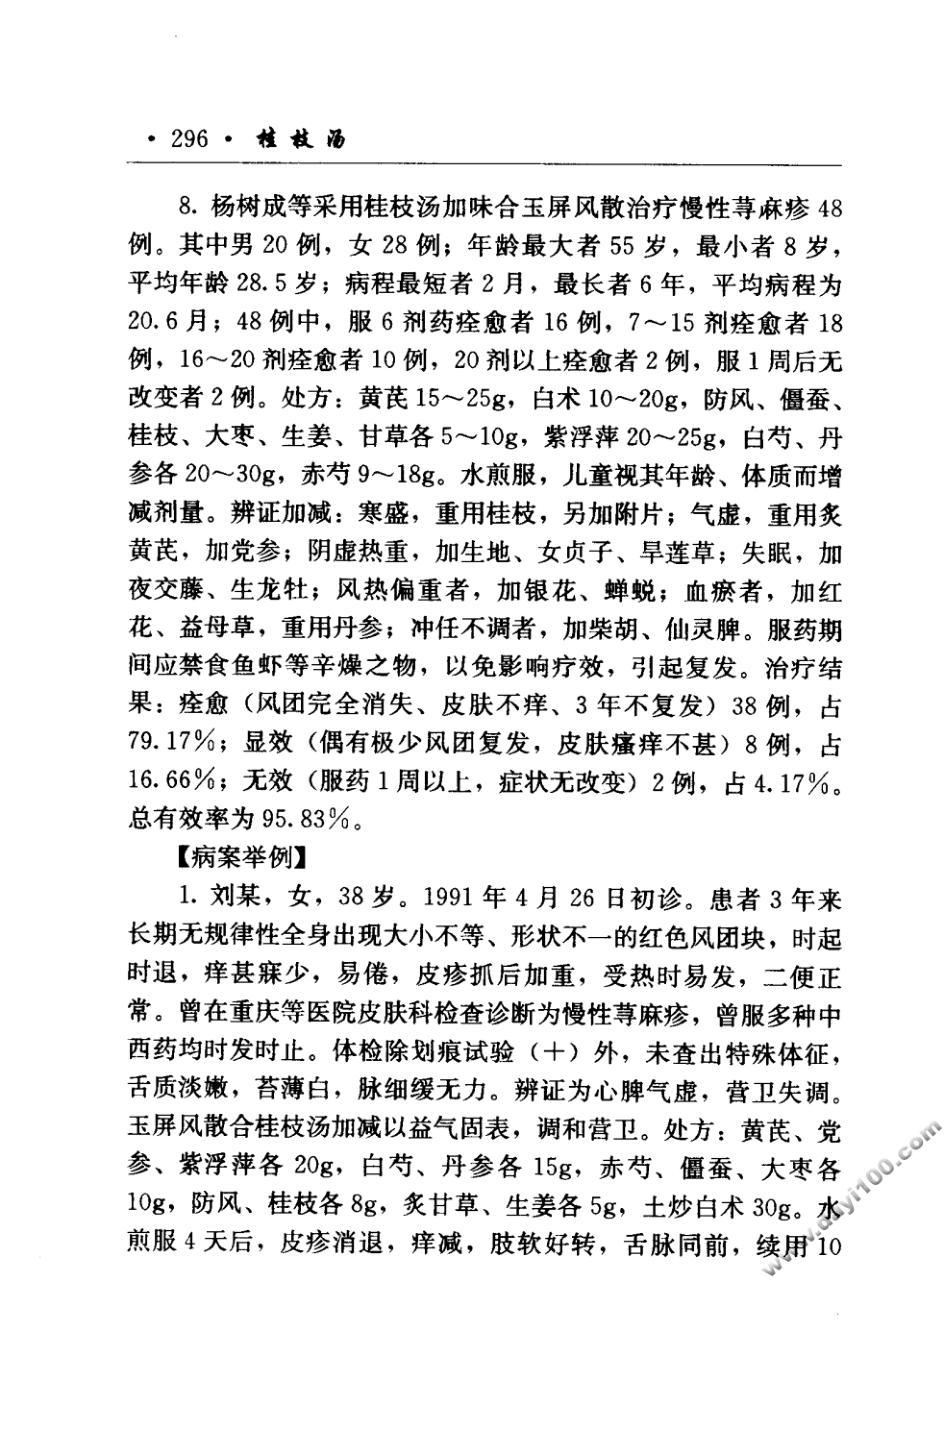 · 296 · 桂枝汤
8. 杨树成等采用桂枝汤加味合玉屏风散治疗慢性荨麻疹 48
例。其中男 20 例，女 28 例；年龄最大者 55 岁，最小者 8 岁，
平均年龄 28.5 岁；病程最短者 2 月，最长者 6 年，平均病程为
20.6 月；48 例中，服 6 剂药痊愈者 16 例，7～15 剂痊愈者 18
例，16～20 剂痊愈者 10 例，20 剂以上痊愈者 2 例，服 1 周后无
改变者 2 例。处方：黄芪 15～25g，白术 10～20g，防风、僵蚕、
桂枝、大枣、生姜、甘草各 5～10g，紫浮萍 20～25g，白芍、丹
参各 20～30g，赤芍 9～18g。水煎服，儿童视其年龄、体质而增
减剂量。辨证加减：寒盛，重用桂枝，另加附片；气虚，重用炙
黄芪，加党参；阴虚热重，加生地、女贞子、旱莲草；失眠，加
夜交藤、生龙牡；风热偏重者，加银花、蝉蜕；血瘀者，加红
花、益母草，重用丹参；冲任不调者，加柴胡、仙灵脾。服药期
间应禁食鱼虾等辛燥之物，以免影响疗效，引起复发。治疗结
果：痊愈（风团完全消失、皮肤不痒、3 年不复发）38 例，占
79.17%；显效（偶有极少风团复发，皮肤瘙痒不甚）8 例，占
16.66%；无效（服药 1 周以上，症状无改变）2 例，占 4.17%。
总有效率为 95.83%。
【病案举例】
1. 刘某，女，38 岁。1991 年 4 月 26 日初诊。患者 3 年来
长期无规律性全身出现大小不等、形状不一的红色风团块，时起
时退，痒甚寐少，易倦，皮疹抓后加重，受热时易发，二便正
常。曾在重庆等医院皮肤科检查诊断为慢性荨麻疹，曾服多种中
西药均时发时止。体检除划痕试验（+）外，未查出特殊体征，
舌质淡嫩，苔薄白，脉细缓无力。辨证为心脾气虚，营卫失调。
玉屏风散合桂枝汤加减以益气固表，调和营卫。处方：黄芪、党
参、紫浮萍各 20g，白芍、丹参各 15g，赤芍、僵蚕、大枣各
10g，防风、桂枝各 8g，炙甘草、生姜各 5g，土炒白术 30g。水
煎服 4 天后，皮疹消退，痒减，肢软好转，舌脉同前，续用 10